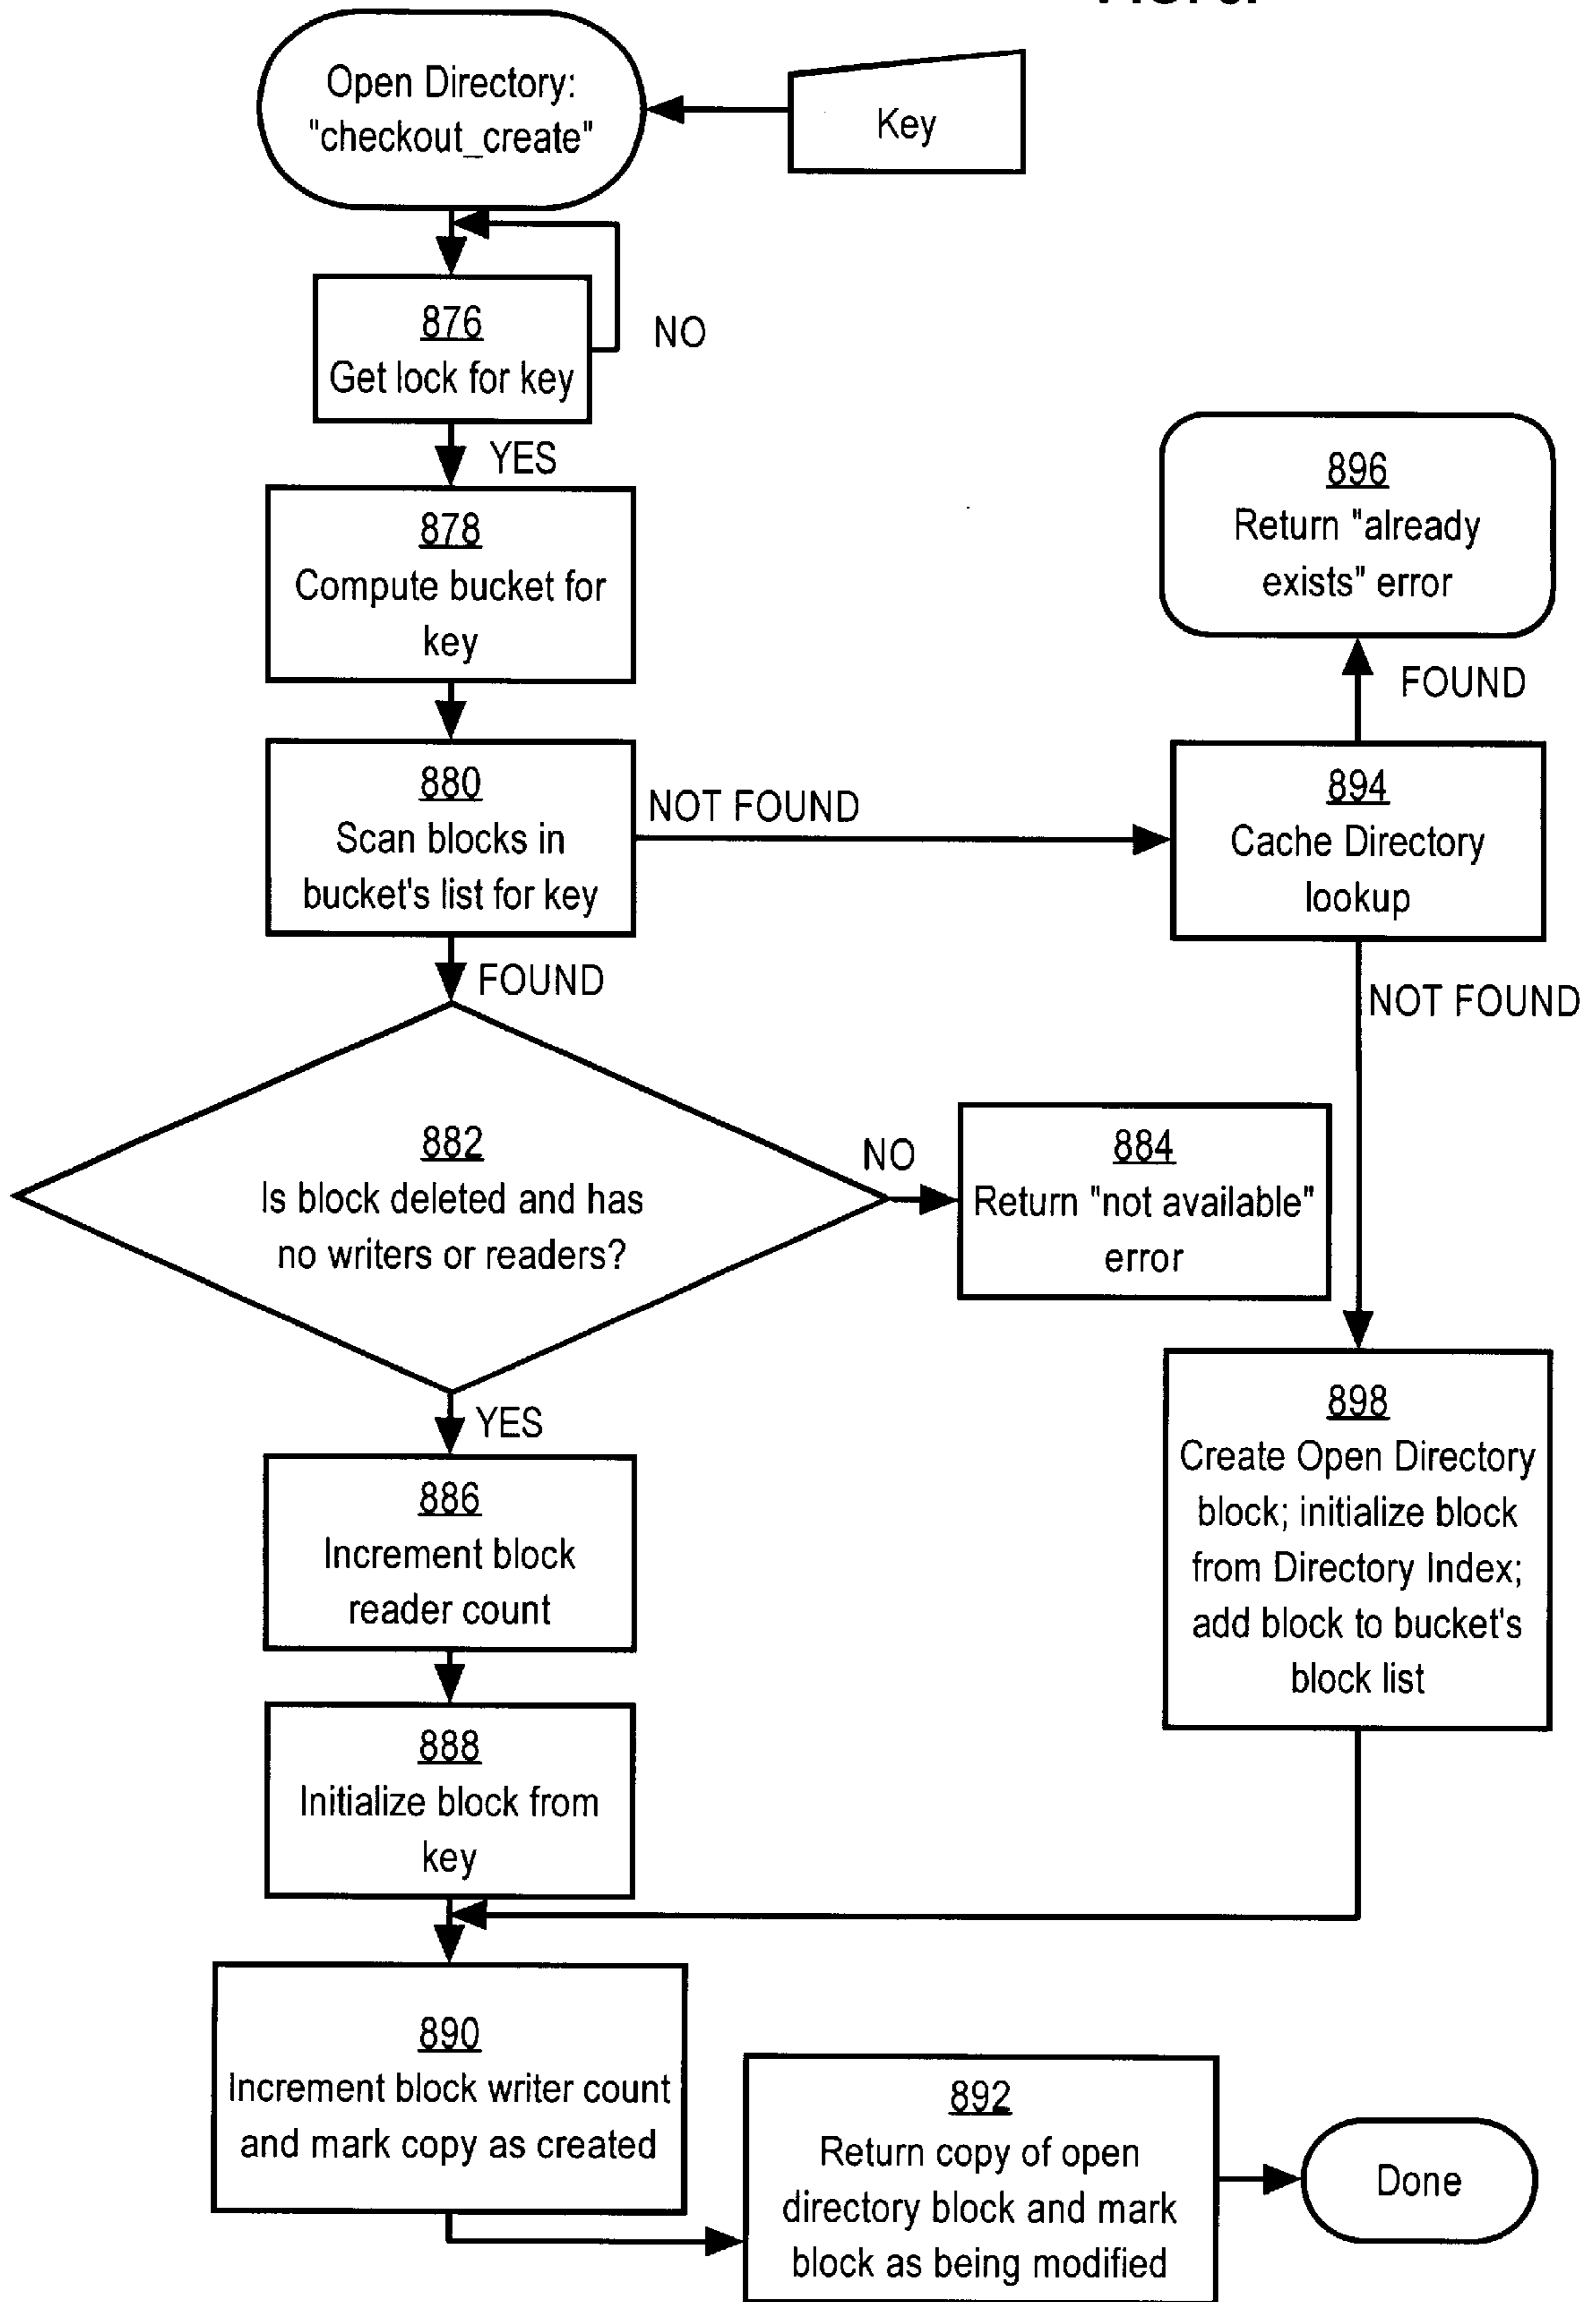 Open Directory:
"checkout_create"
Key
876
Get lock for key
NO
YES
878
Compute bucket for
key
880
Scan blocks in
bucket's list for key
NOT FOUND
894
Cache Directory
lookup
FOUND
896
Return "already
exists" error
FOUND
NOT FOUND
882
Is block deleted and has
no writers or readers?
NO
884
Return "not available"
error
YES
886
Increment block
reader count
898
Create Open Directory
block; initialize block
from Directory Index;
add block to bucket's
block list
888
Initialize block from
key
890
Increment block writer count
and mark copy as created
892
Return copy of open
directory block and mark
block as being modified
Done